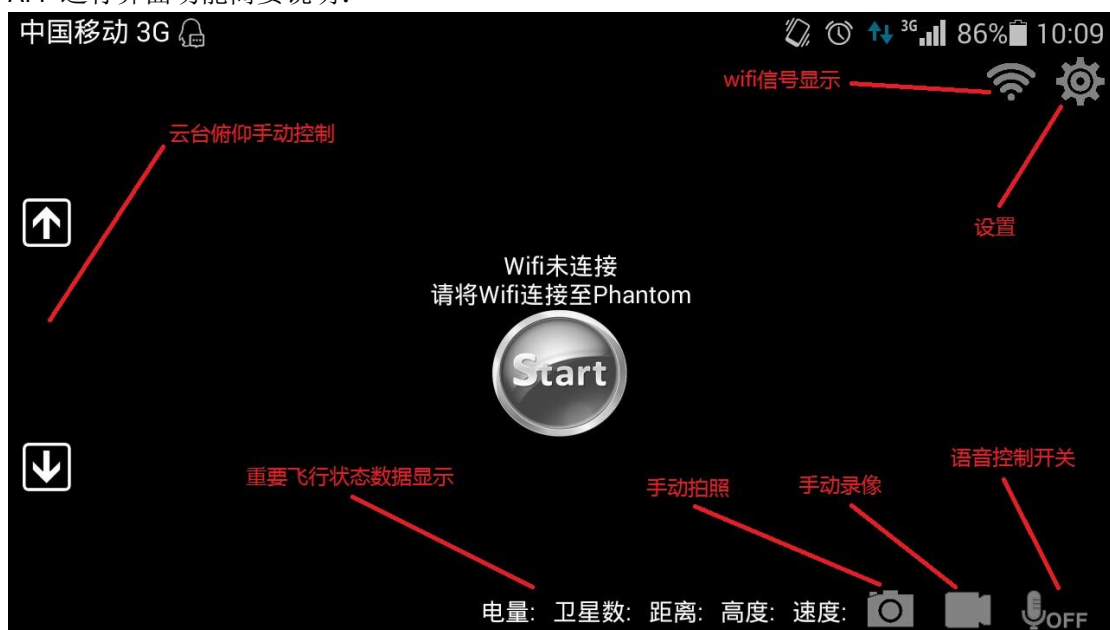 中国移动 3G
3G 86% 10:09
wifi信号显示
云台俯仰手动控制
设置
Wifi未连接
请将Wifi连接至Phantom
Start
语音控制开关
重要飞行状态数据显示
手动拍照
手动录像
电量: 卫星数: 距离: 高度: 速度:
OFF